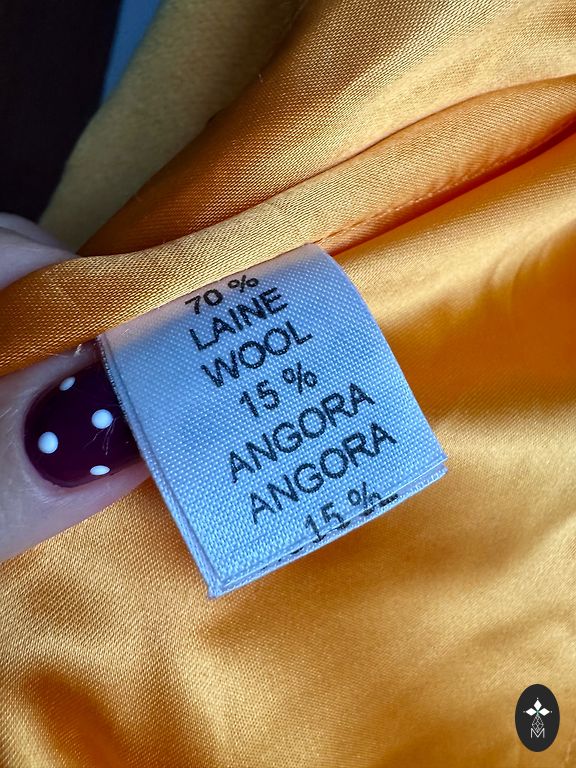 70 %
LAINE
WOOL
15 %
ANGORA
ANGORA
15 %
M